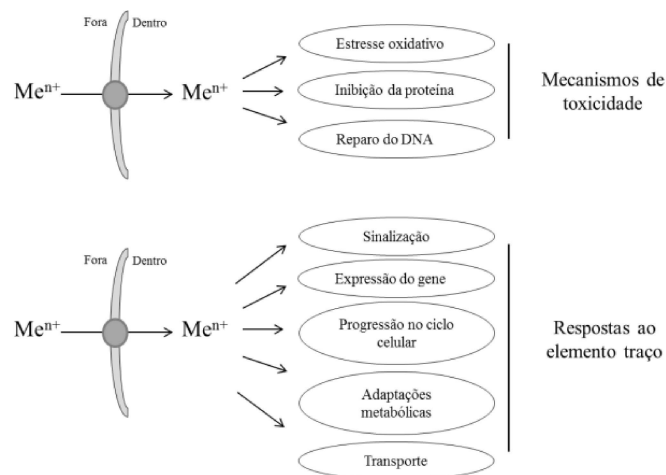 Fora Dentro
Meⁿ⁺ Meⁿ⁺
Estresse oxidativo
Inibição da proteína
Reparo do DNA
Mecanismos de
toxicidade
Fora Dentro
Meⁿ⁺ Meⁿ⁺
Sinalização
Expressão do gene
Progressão no ciclo
celular
Adaptações
metabólicas
Transporte
Respostas ao
elemento traço